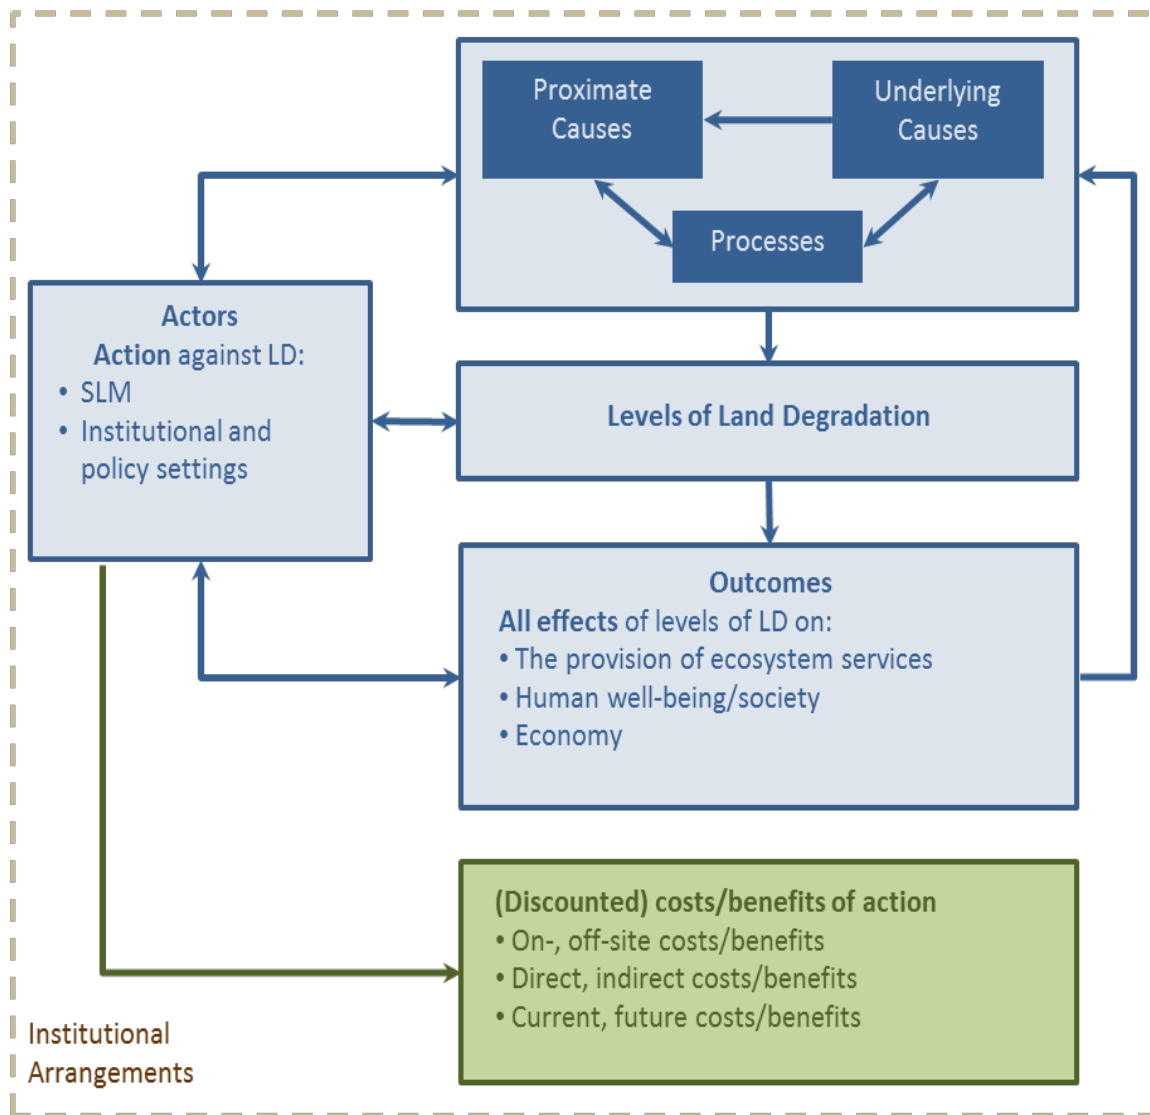 Proximate
Causes
Underlying
Causes
Processes
Actors
Action against LD:
• SLM
• Institutional and
policy settings
Levels of Land Degradation
Outcomes
All effects of levels of LD on:
• The provision of ecosystem services
• Human well-being/society
• Economy
(Discounted) costs/benefits of action
• On-, off-site costs/benefits
• Direct, indirect costs/benefits
• Current, future costs/benefits
Institutional
Arrangements